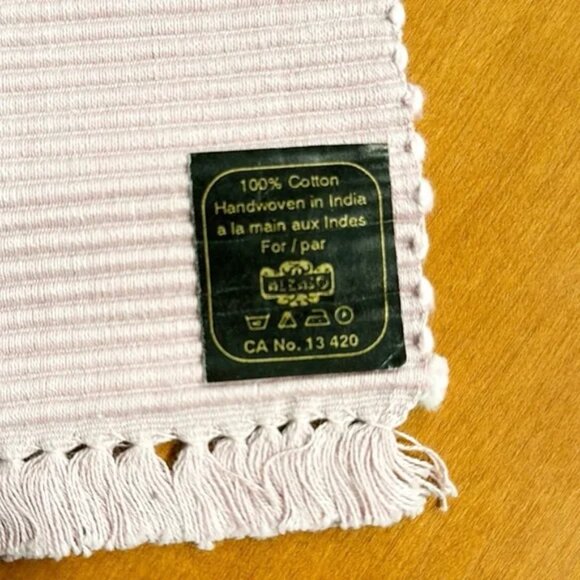 100% Cotton
Handwoven in India
a la main aux Indes
For / par
CA No. 13 420